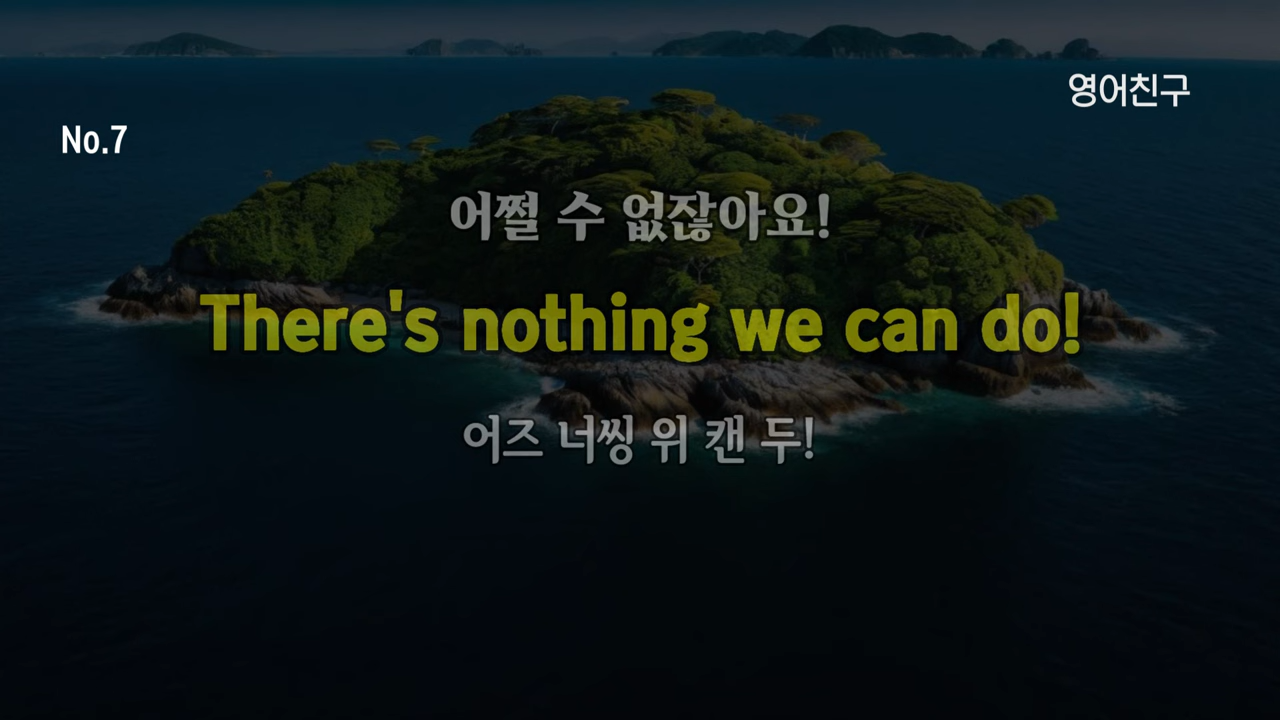 영어친구
No.7
어쩔 수 없잖아요!
There's nothing we can do!
어즈 너씽 위 캔 두!